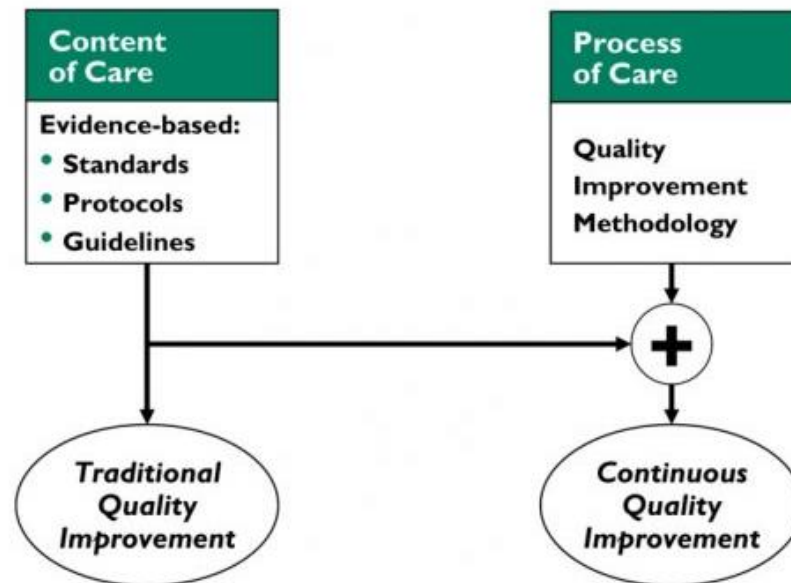 Content
of Care
Evidence-based:
• Standards
• Protocols
• Guidelines
Process
of Care
Quality
Improvement
Methodology
+
Traditional
Quality
Improvement
Continuous
Quality
Improvement